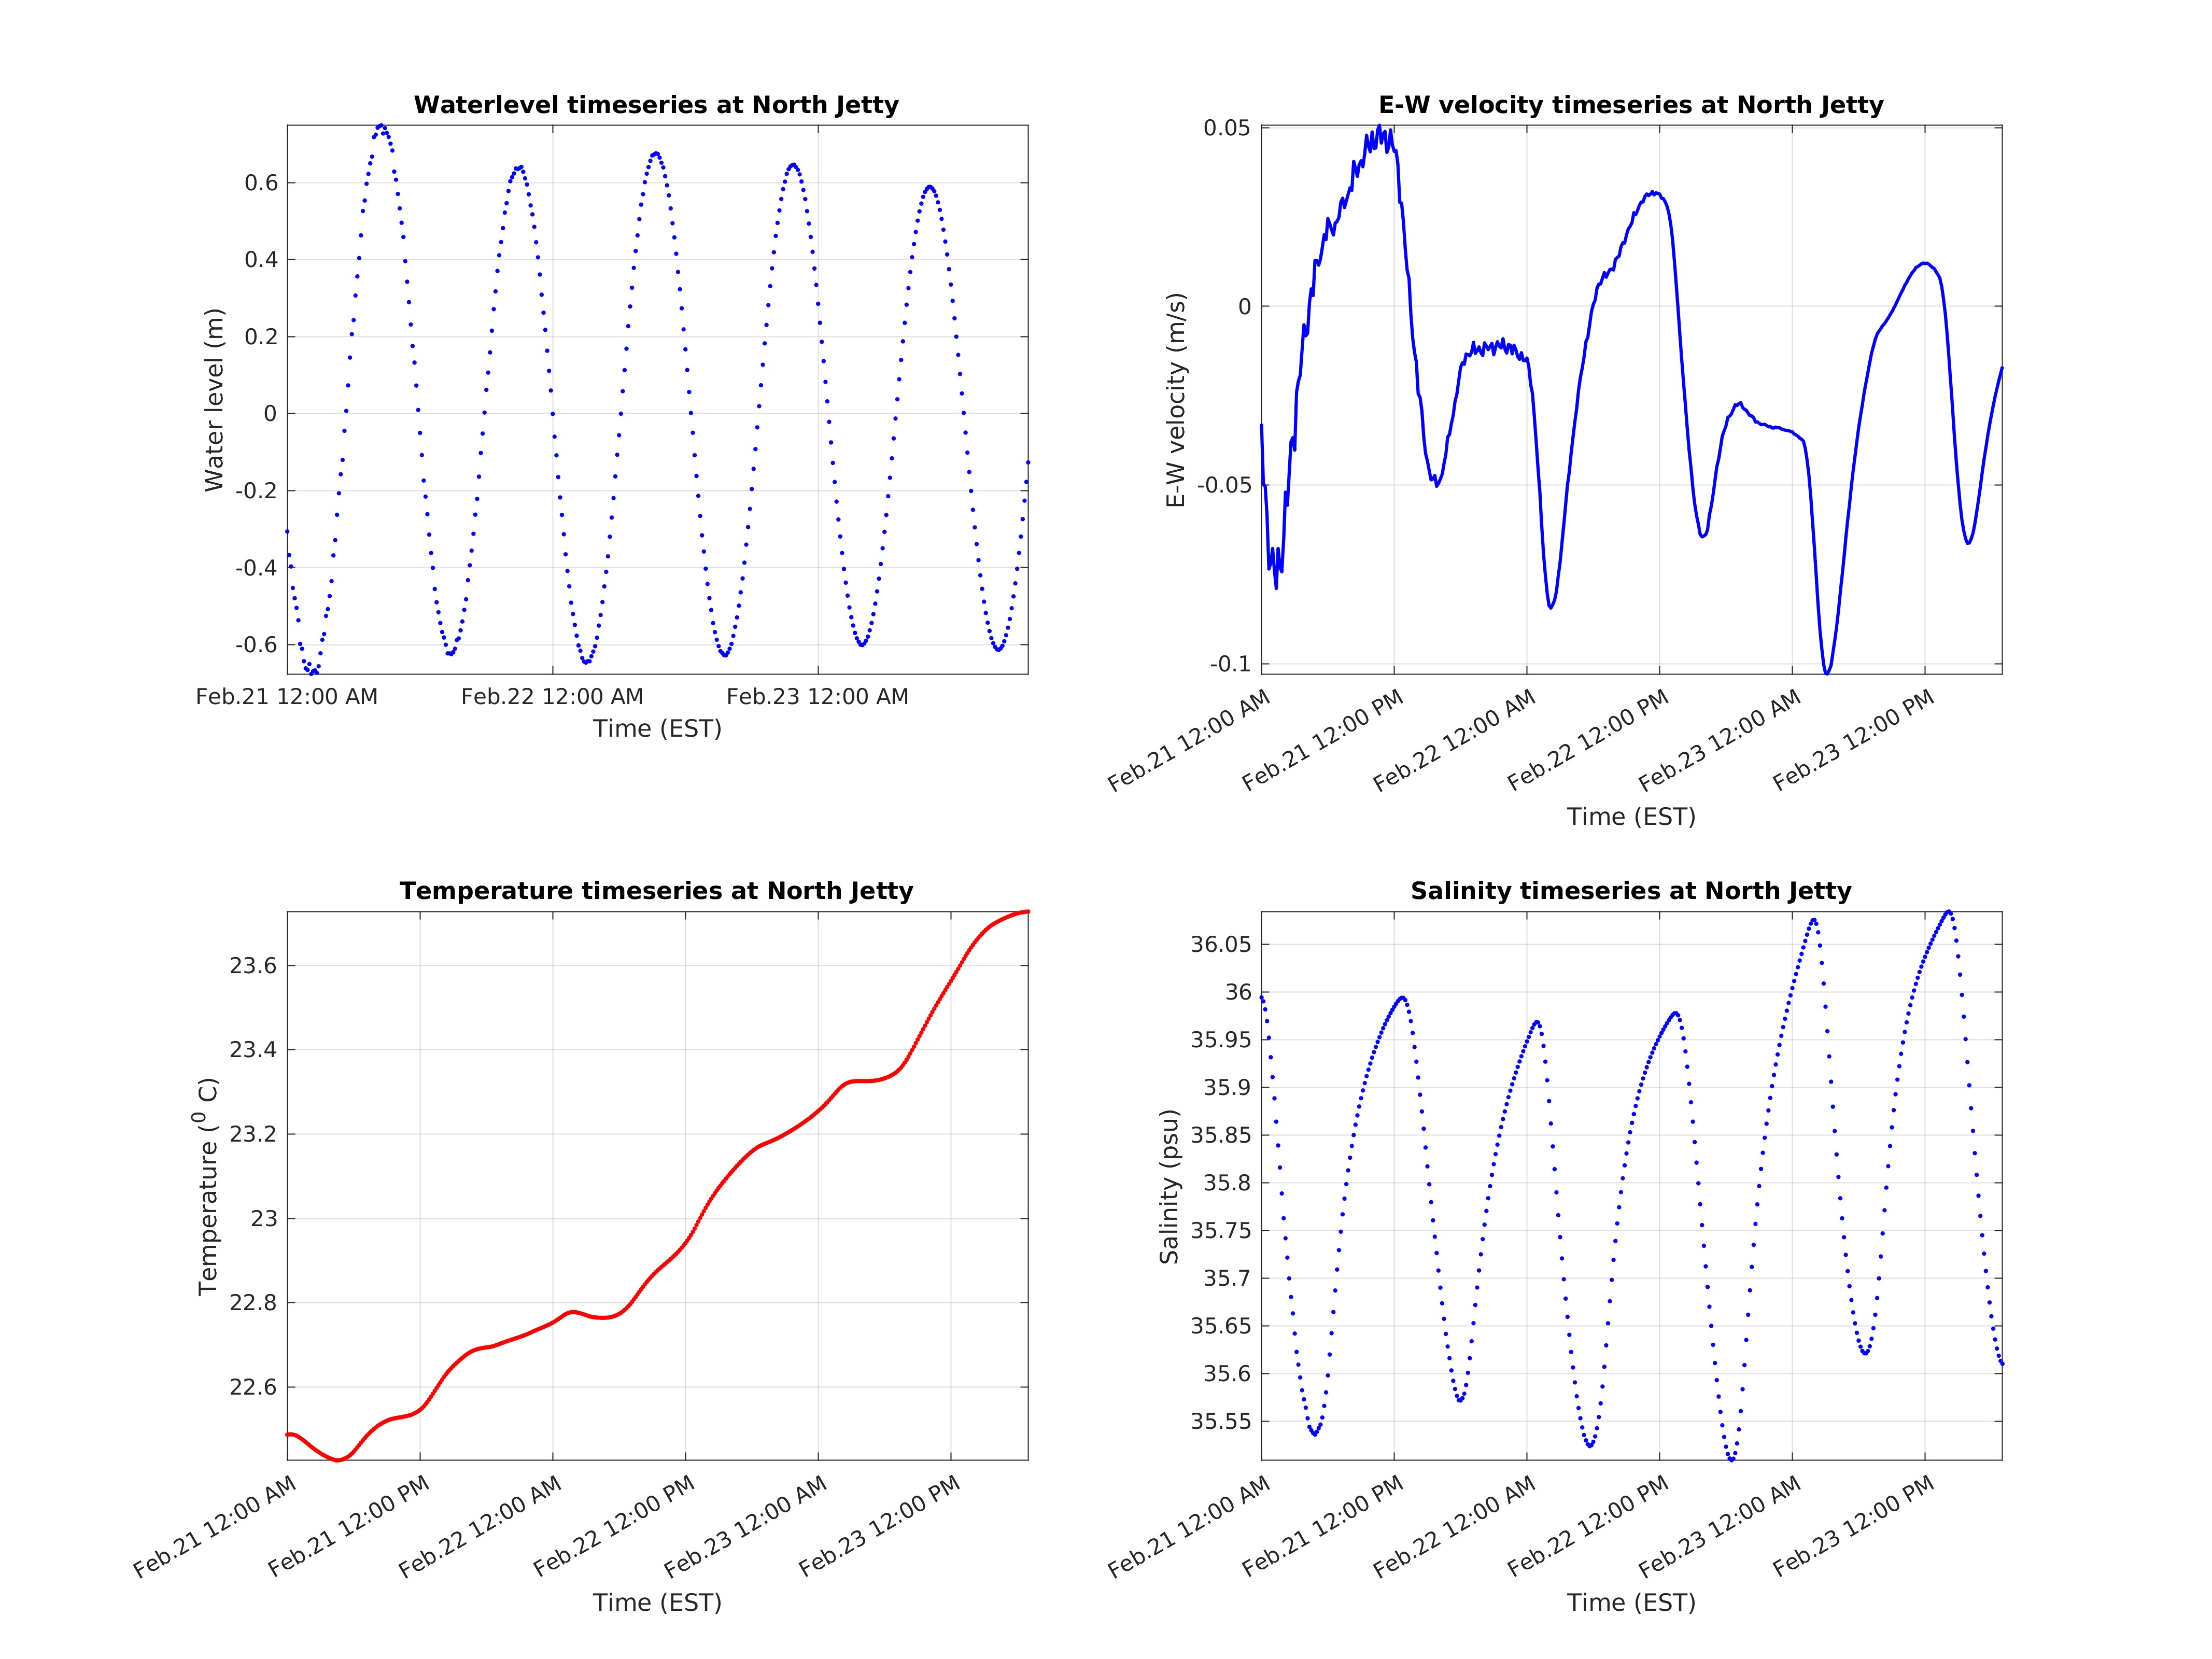 Waterlevel timeseries at North Jetty
Water level (m)
0.6
0.4
0.2
0
-0.2
-0.4
-0.6
Feb.21 12:00 AM
Feb.22 12:00 AM
Feb.23 12:00 AM
Time (EST)
E-W velocity timeseries at North Jetty
E-W velocity (m/s)
0.05
0
-0.05
-0.1
Feb.21 12:00 AM
Feb.21 12:00 PM
Feb.22 12:00 AM
Feb.22 12:00 PM
Feb.23 12:00 AM
Feb.23 12:00 PM
Time (EST)
Temperature timeseries at North Jetty
Temperature (⁰ C)
23.6
23.4
23.2
23
22.8
22.6
Feb.21 12:00 AM
Feb.21 12:00 PM
Feb.22 12:00 AM
Feb.22 12:00 PM
Feb.23 12:00 AM
Feb.23 12:00 PM
Time (EST)
Salinity timeseries at North Jetty
Salinity (psu)
36.05
36
35.95
35.9
35.85
35.8
35.75
35.7
35.65
35.6
35.55
Feb.21 12:00 AM
Feb.21 12:00 PM
Feb.22 12:00 AM
Feb.22 12:00 PM
Feb.23 12:00 AM
Feb.23 12:00 PM
Time (EST)